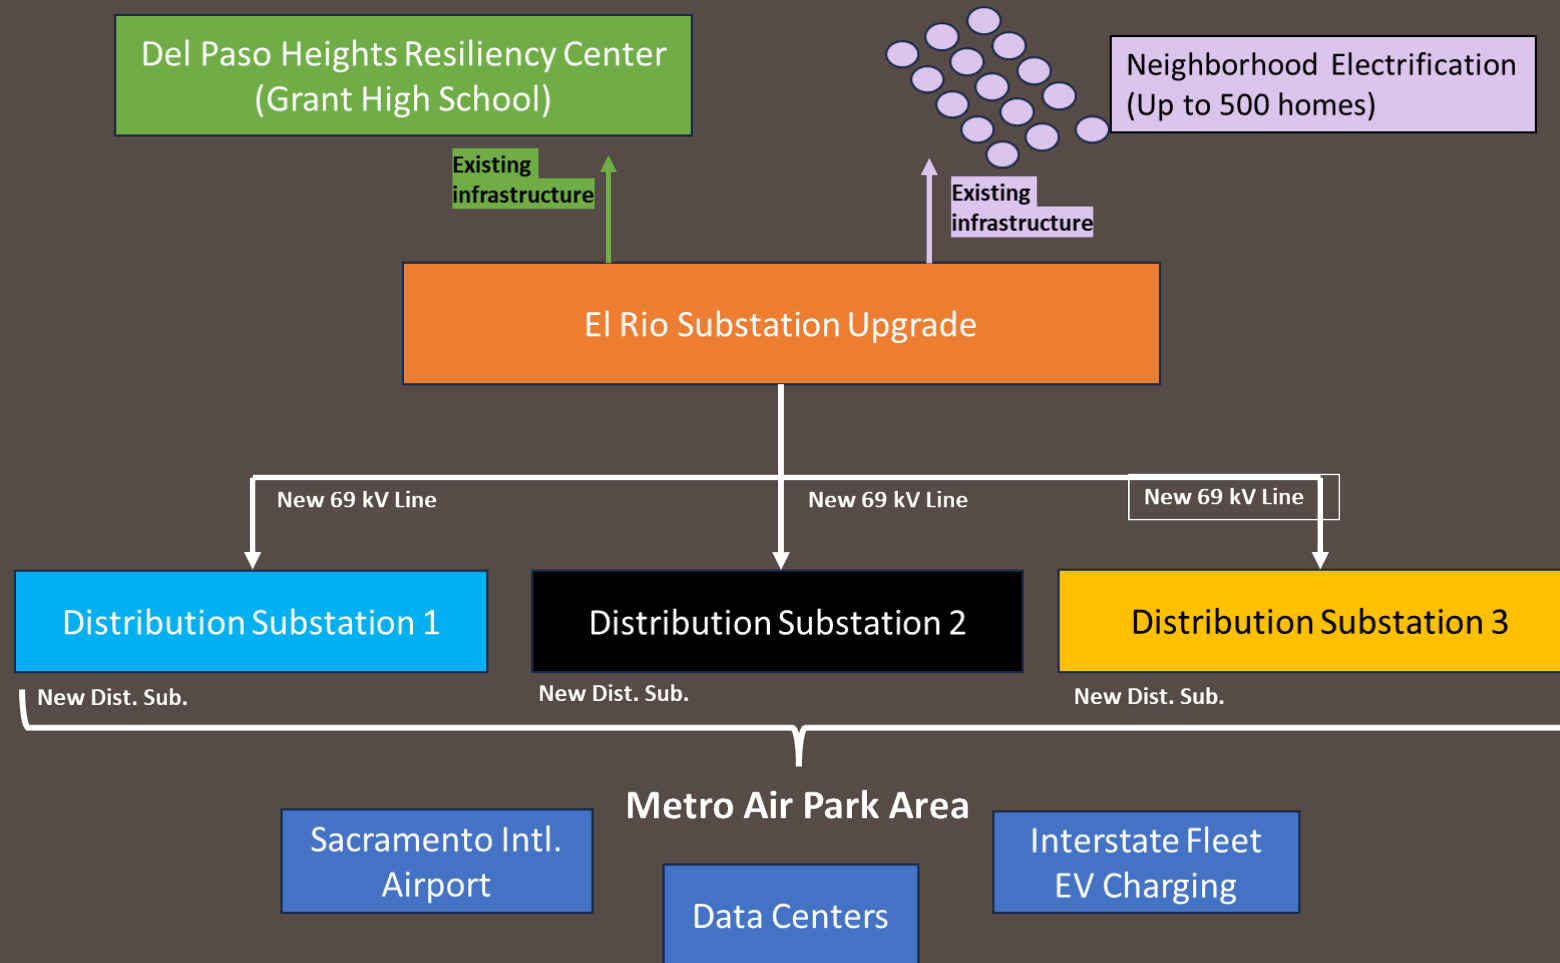 Del Paso Heights Resiliency Center
(Grant High School)
Neighborhood Electrification
(Up to 500 homes)
Existing
infrastructure
Existing
infrastructure
El Rio Substation Upgrade
New 69 kV Line
New 69 kV Line
New 69 kV Line
Distribution Substation 1
Distribution Substation 2
Distribution Substation 3
New Dist. Sub.
New Dist. Sub.
New Dist. Sub.
Metro Air Park Area
Sacramento Intl.
Airport
Data Centers
Interstate Fleet
EV Charging